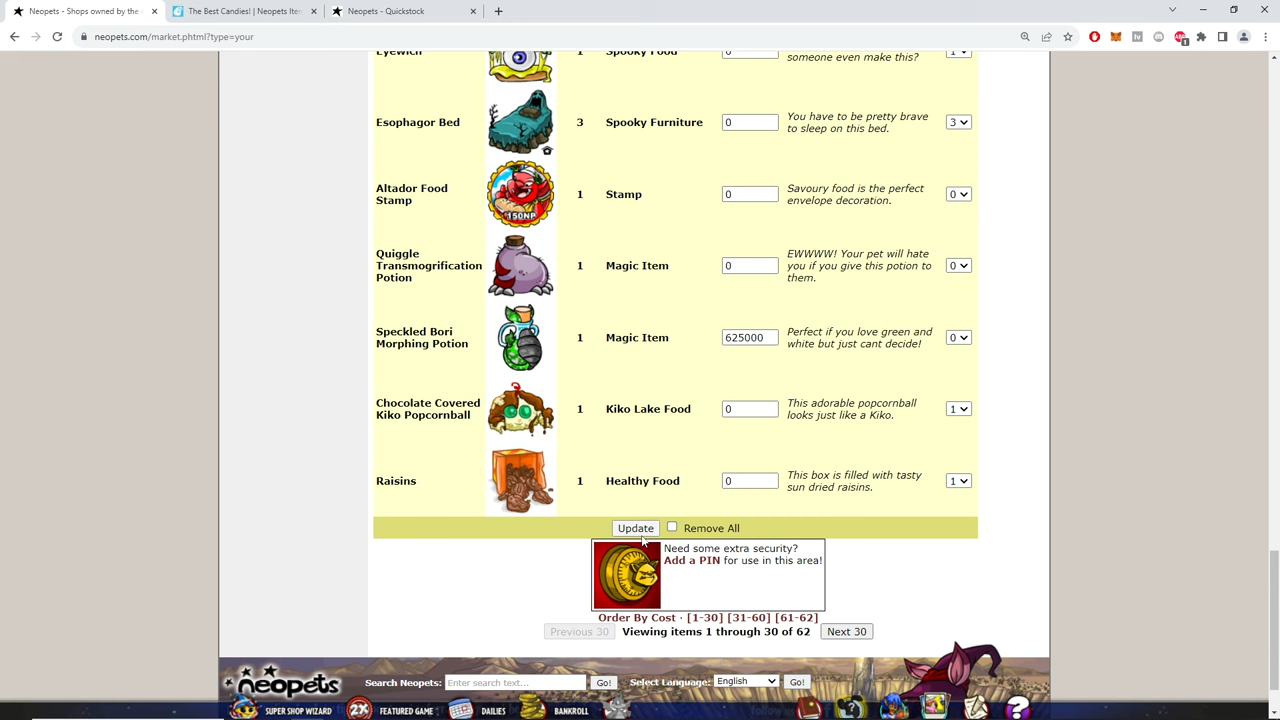 Neopets - Shops owned by the
The Best Candies! | Neopets Ite
Neopets - Quickstock
neopets.com/market.phtml?type=your
Eyewich 1 Spooky Food 0 someone even make this? 1
Esophagor Bed 3 Spooky Furniture 0 You have to be pretty brave to sleep on this bed. 3
Altador Food Stamp 150NP 1 Stamp 0 Savoury food is the perfect envelope decoration. 0
Quiggle Transmogrification Potion 1 Magic Item 0 EWWWW! Your pet will hate you if you give this potion to them. 0
Speckled Bori Morphing Potion 1 Magic Item 625000 Perfect if you love green and white but just cant decide! 0
Chocolate Covered Kiko Popcornball 1 Kiko Lake Food 0 This adorable popcornball looks just like a Kiko. 1
Raisins 1 Healthy Food 0 This box is filled with tasty sun dried raisins. 1
Update Remove All
Need some extra security?
Add a PIN for use in this area!
Order By Cost · [1-30] [31-60] [61-62]
Previous 30 Viewing items 1 through 30 of 62 Next 30
neopets Search Neopets: Enter search text... Go! Select Language: English Go!
SUPER SHOP WIZARD 2X FEATURED GAME DAILIES BANKROLL